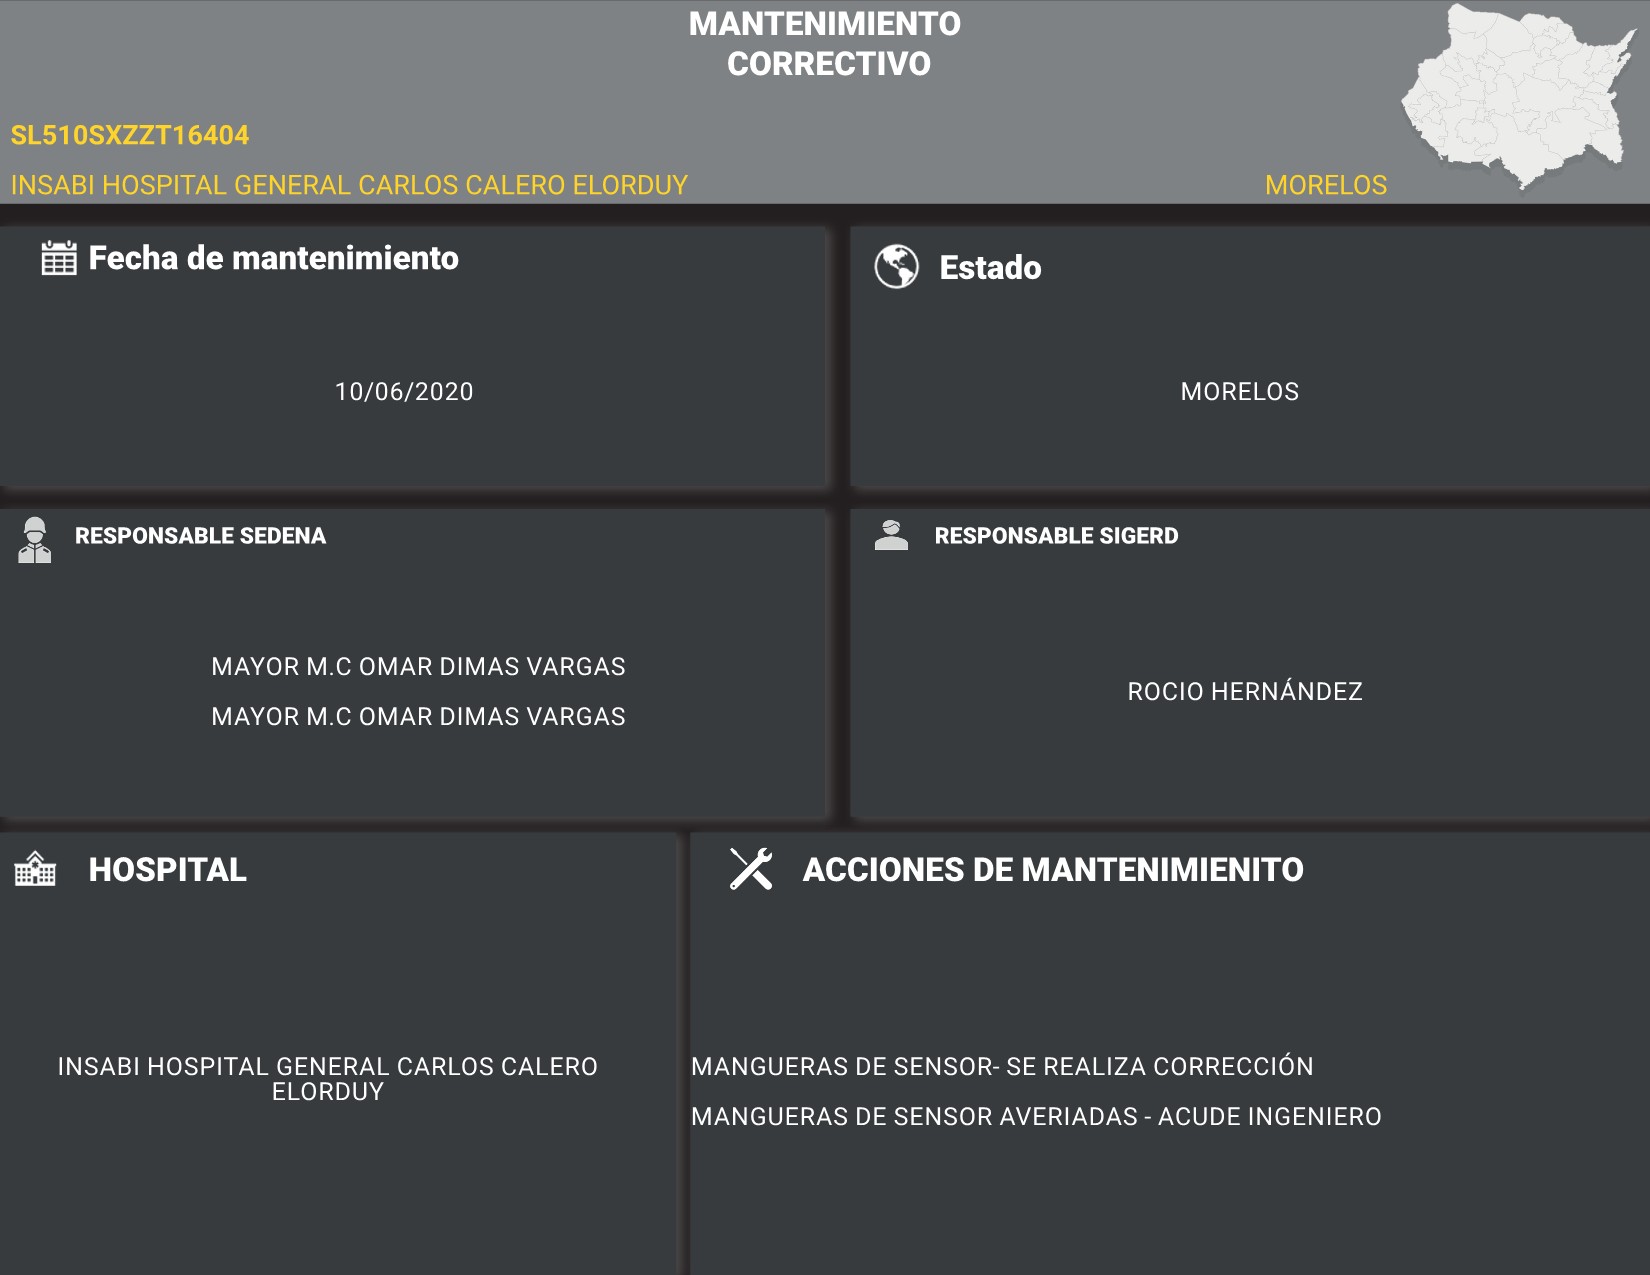 MANTENIMIENTO
CORRECTIVO
SL510SXZZT16404
INSABI HOSPITAL GENERAL CARLOS CALERO ELORDUY
MORELOS
Fecha de mantenimiento
10/06/2020
Estado
MORELOS
RESPONSABLE SEDENA
MAYOR M.C OMAR DIMAS VARGAS
MAYOR M.C OMAR DIMAS VARGAS
RESPONSABLE SIGERD
ROCIO HERNÁNDEZ
HOSPITAL
INSABI HOSPITAL GENERAL CARLOS CALERO
ELORDUY
ACCIONES DE MANTENIMIENITO
MANGUERAS DE SENSOR- SE REALIZA CORRECCIÓN
MANGUERAS DE SENSOR AVERIADAS - ACUDE INGENIERO